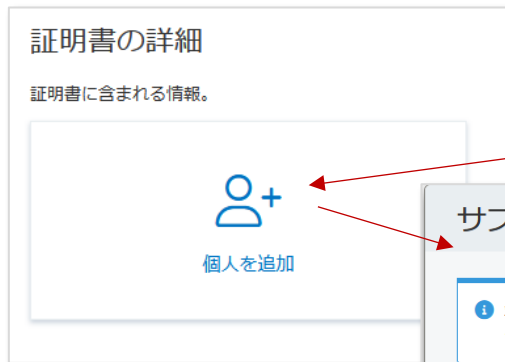 証明書の詳細
証明書に含まれる情報。
個人を追加
サブ